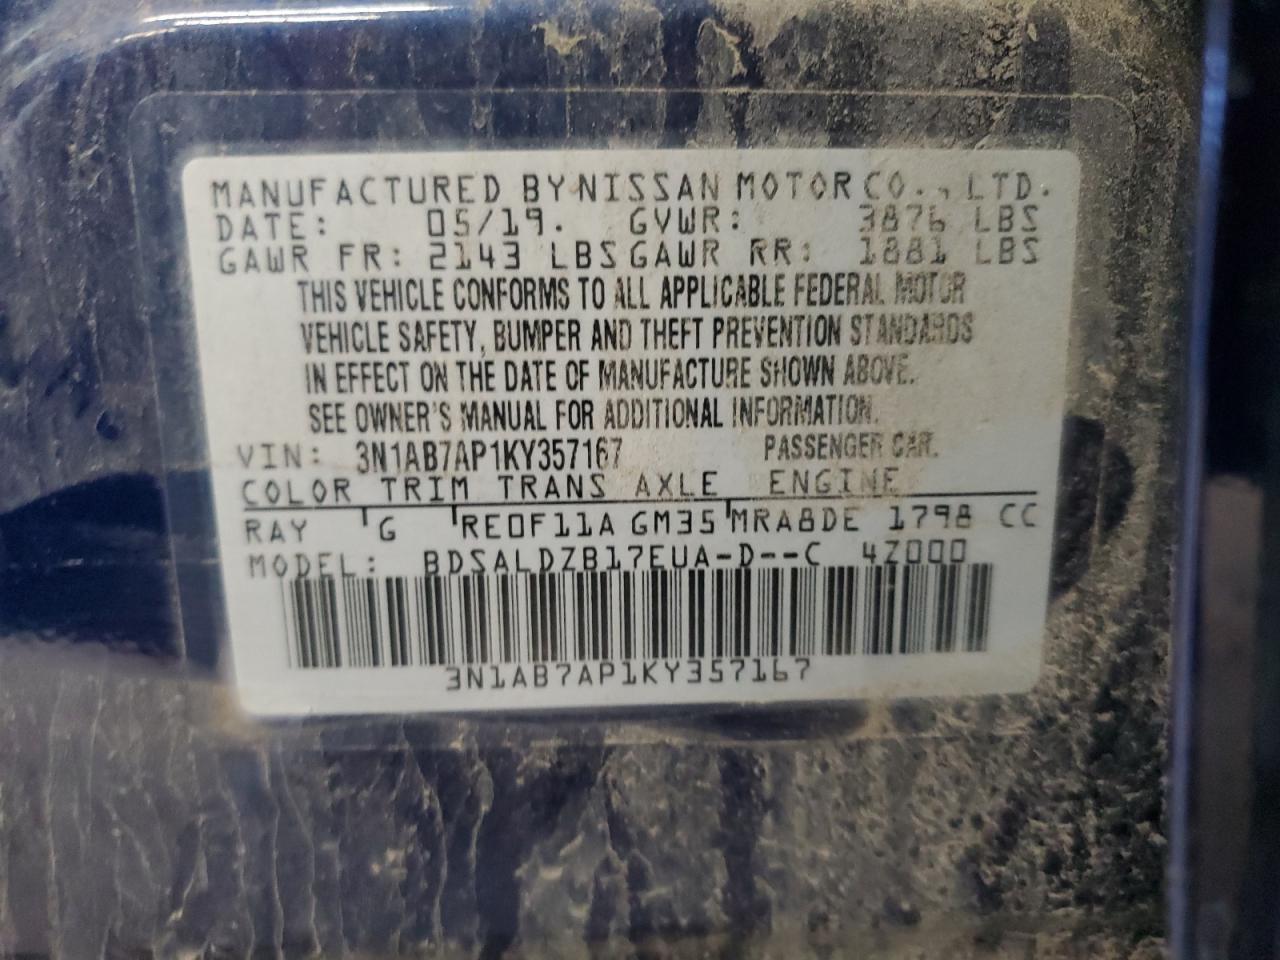 MANUFACTURED BY NISSAN MOTOR CO., LTD.
DATE: 05/19. GVWR: 3876 LBS
GAWR FR: 2143 LBS GAWR RR: 1881 LBS
THIS VEHICLE CONFORMS TO ALL APPLICABLE FEDERAL MOTOR
VEHICLE SAFETY, BUMPER AND THEFT PREVENTION STANDARDS
IN EFFECT ON THE DATE OF MANUFACTURE SHOWN ABOVE.
SEE OWNER'S MANUAL FOR ADDITIONAL INFORMATION.
VIN: 3N1AB7AP1KY357167 PASSENGER CAR.
COLOR TRIM TRANS AXLE ENGINE
RAY G RE0F11A GM35 MRA8DE 1798 CC
MODEL: BDSALDZB17EUA-D--C 4Z000
3N1AB7AP1KY357167